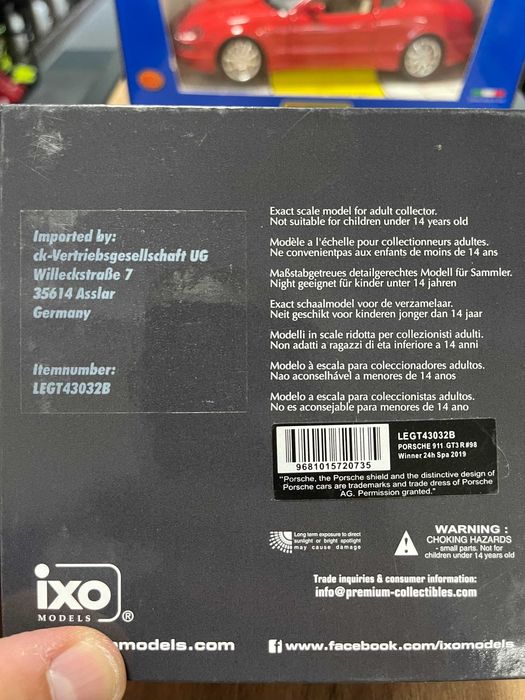 Imported by:
ck-Vertriebsgesellschaft UG
Willeckstraße 7
35614 Asslar
Germany
Itemnumber:
LEGT43032B
Exact scale model for adult collector.
Not suitable for children under 14 years old
Modèle a l'échelle pour collectionneurs adultes.
Ne convenientpas aux enfants de moins de 14 ans
Maßstabgetreues detailgerechtes Modell für Sammler.
Night geeignet für kinder unter 14 jahren
Exact schaalmodel voor de verzamelaar.
Neit geschikt voor kinderen jonger dan 14 jaar
Modelli in scale ridotta per collezionisti adulti.
Non adatti a ragazzi di eta inferiore a 14 anni
Modelo à escala para coleccionadores adultos.
Nao aconselhável a menores de 14 anos
Modelo a escala para coleccionistas adultos.
No es aconsejable para menores de 14 ano
9681015720735
LEGT43032B
PORSCHE 911 GT3 R #98
Winner 24h Spa 2019
"Porsche, the Porsche shield and the distinctive design of
Porsche cars are trademarks and trade dress of Porsche
AG. Permission granted."
Long term exposure to direct
sunlight or bright spotlight
may cause damage
WARNING :
CHOKING HAZARDS
- small parts. Not for
children under 14 years old
Trade inquiries & consumer information:
info@premium-collectibles.com
ixo
MODELS
®
omodels.com
www.facebook.com/ixomodels